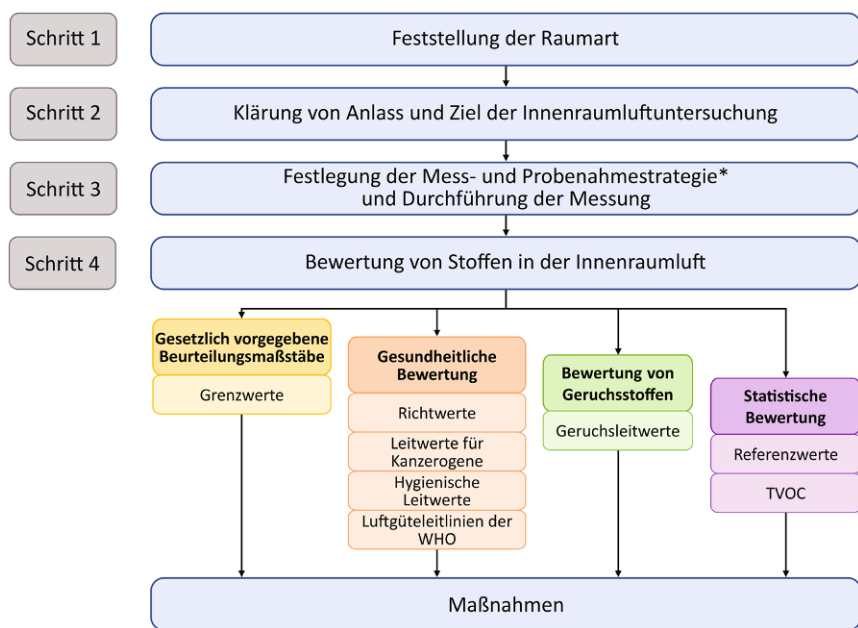 Schritt 1
Feststellung der Raumart
Schritt 2
Klärung von Anlass und Ziel der Innenraumluftuntersuchung
Schritt 3
Festlegung der Mess- und Probenahmestrategie*
und Durchführung der Messung
Schritt 4
Bewertung von Stoffen in der Innenraumluft
Gesetzlich vorgegebene
Beurteilungsmaßstäbe
Grenzwerte
Gesundheitliche
Bewertung
Richtwerte
Leitwerte für
Kanzerogene
Hygienische
Leitwerte
Luftgüteleitlinien der
WHO
Bewertung von
Geruchsstoffen
Geruchsleitwerte
Statistische
Bewertung
Referenzwerte
TVOC
Maßnahmen